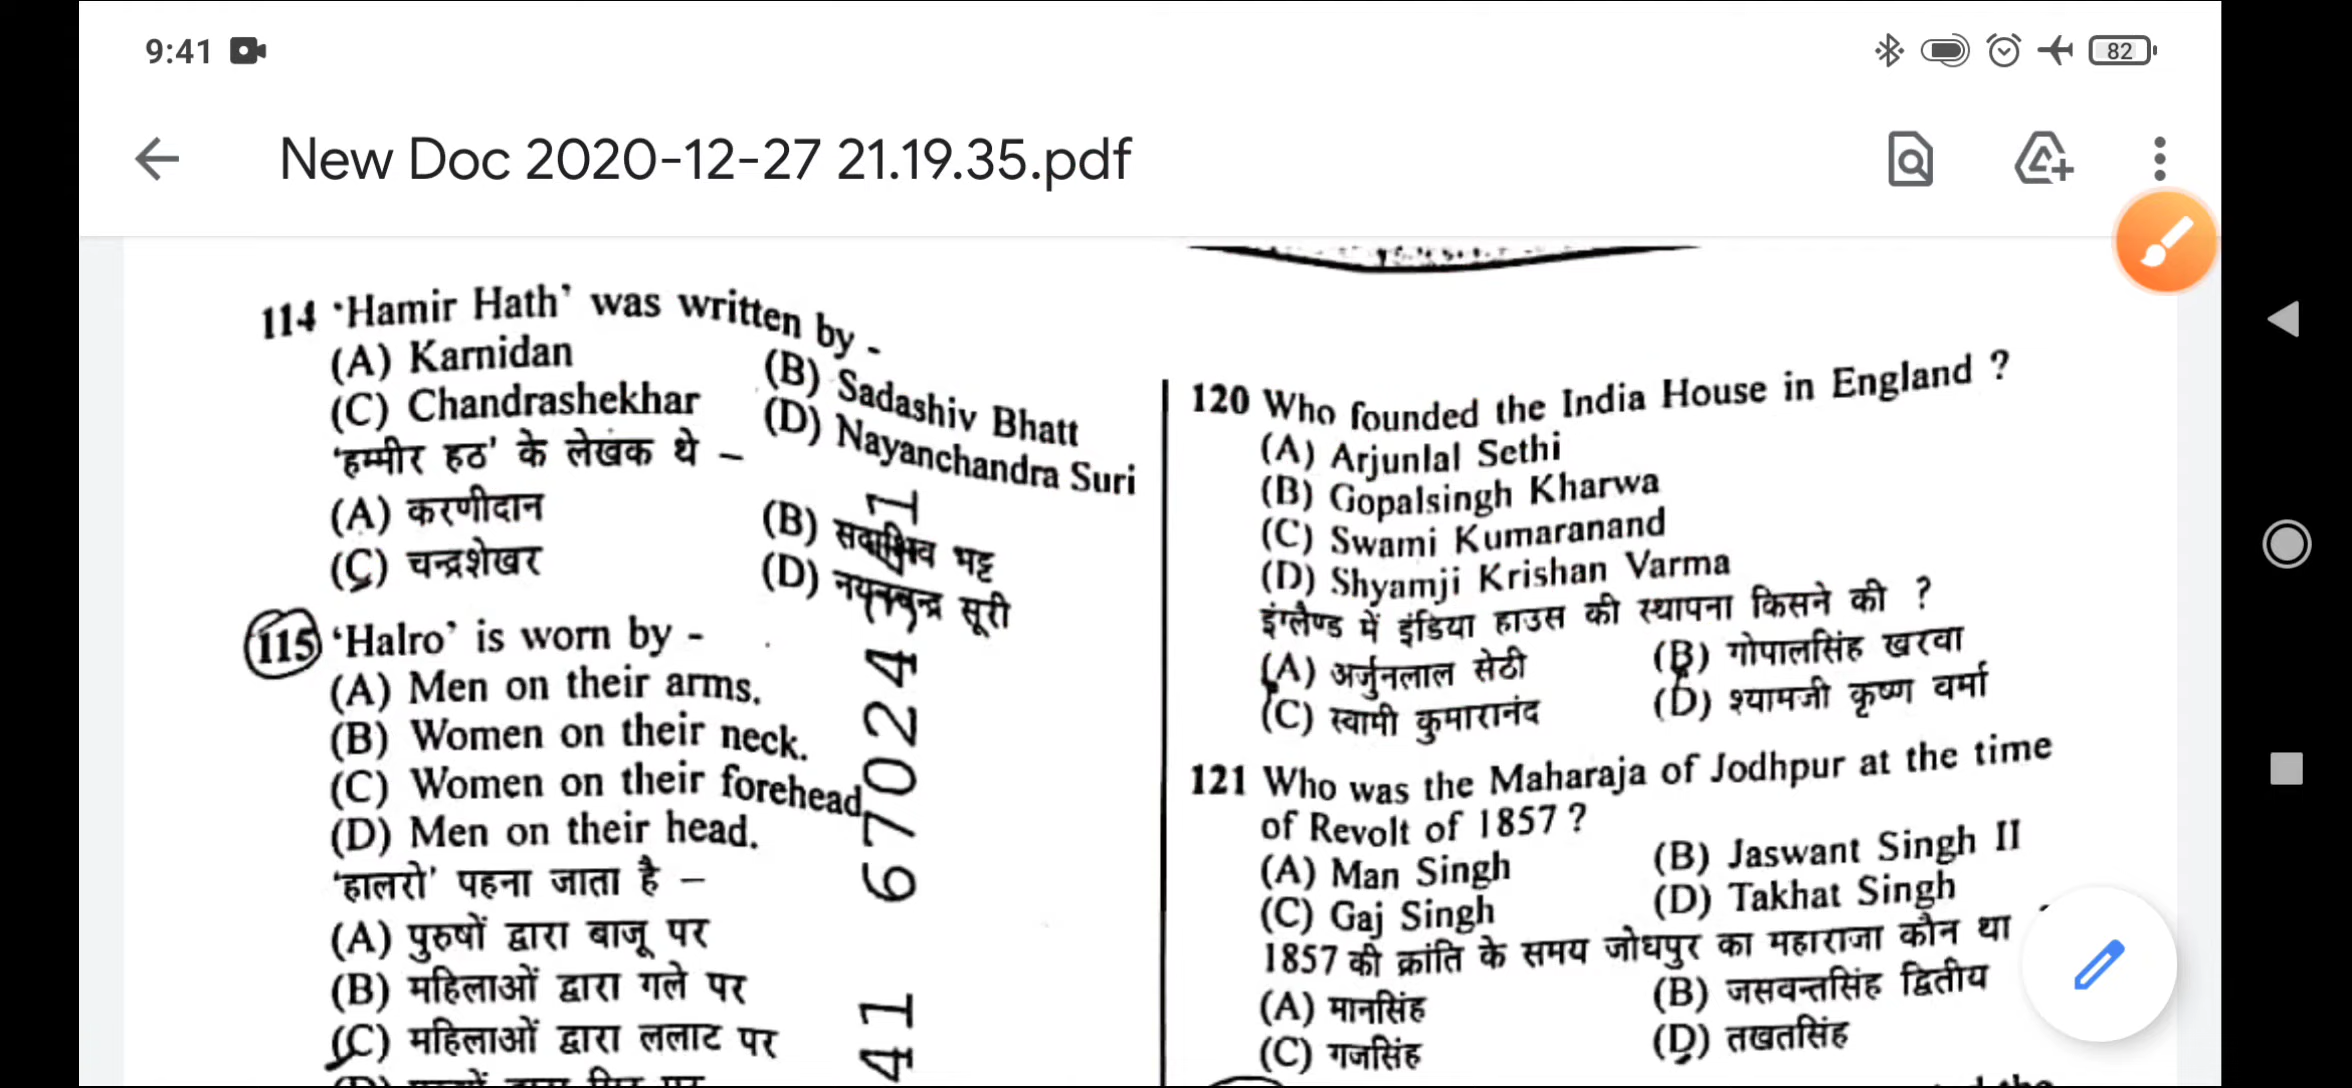 9:41
82
New Doc 2020-12-27 21.19.35.pdf
114 'Hamir Hath' was written by -
(A) Karnidan
(B) Sadashiv Bhatt
(C) Chandrashekhar
(D) Nayanchandra Suri
'हम्मीर हठ' के लेखक थे –
(A) करणीदान
(B) सदाशिव भट्ट
(C) चन्द्रशेखर
(D) नयनचन्द्र सूरी
115 'Halro' is worn by -
(A) Men on their arms.
(B) Women on their neck.
(C) Women on their forehead
(D) Men on their head.
'हालरो' पहना जाता है –
(A) पुरुषों द्वारा बाजू पर
(B) महिलाओं द्वारा गले पर
(C) महिलाओं द्वारा ललाट पर
41 67024
120 Who founded the India House in England ?
(A) Arjunlal Sethi
(B) Gopalsingh Kharwa
(C) Swami Kumaranand
(D) Shyamji Krishan Varma
इंग्लैण्ड में इंडिया हाउस की स्थापना किसने की ?
(A) अर्जुनलाल सेठी
(B) गोपालसिंह खरवा
(C) स्वामी कुमारानंद
(D) श्यामजी कृष्ण वर्मा
121 Who was the Maharaja of Jodhpur at the time
of Revolt of 1857 ?
(A) Man Singh
(B) Jaswant Singh II
(C) Gaj Singh
(D) Takhat Singh
1857 की क्रांति के समय जोधपुर का महाराजा कौन था
(A) मानसिंह
(B) जसवन्तसिंह द्वितीय
(C) गजसिंह
(D) तखतसिंह